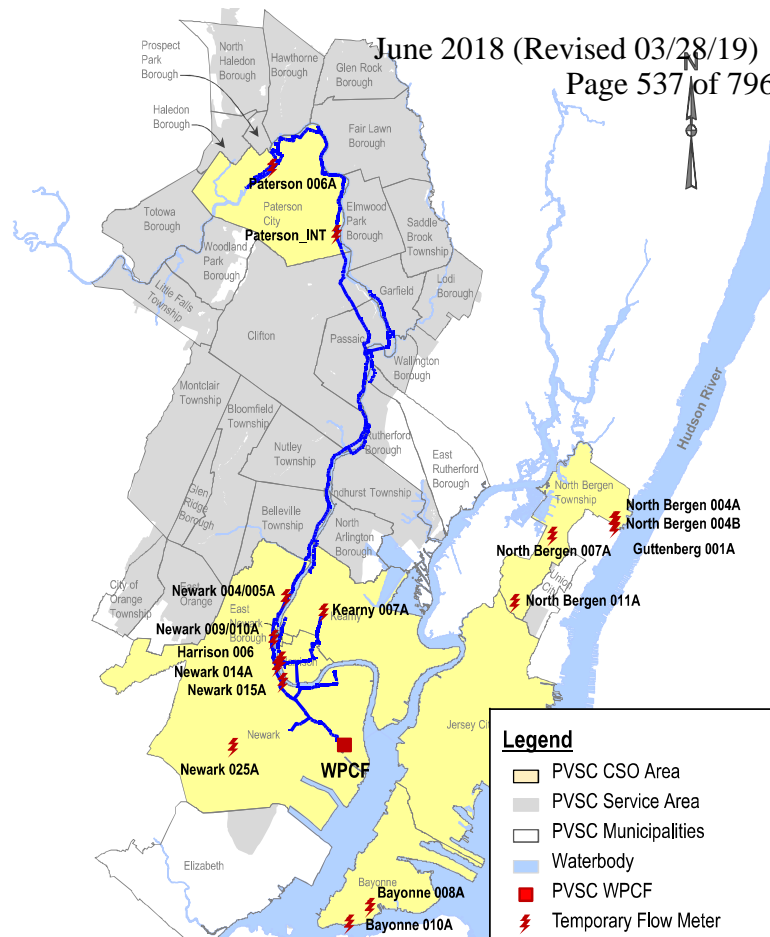 June 2018 (Revised 03/28/19)
Page 537 of 796
N
Prospect
Park
Borough
North
Haledon
Borough
Hawthorne
Borough
Glen Rock
Borough
Haledon
Borough
Fair Lawn
Borough
Paterson 006A
Totowa
Borough
Paterson
City
Paterson_INT
Elmwood
Park
Borough
Saddle
Brook
Township
Woodland
Park
Borough
Little Falls
Township
Garfield
Lodi
Borough
Clifton
Passaic
Wallington
Borough
Montclair
Township
Bloomfield
Township
Nutley
Township
Rutherford
Borough
East
Rutherford
Borough
Hudson River
Glen
Ridge
Borough
Belleville
Township
ndhurst Township
North
Arlington
Borough
North Bergen
Township
North Bergen 004A
North Bergen 004B
Guttenberg 001A
North Bergen 007A
Union
City
North Bergen 011A
City of
Orange
Township
East
Orange
Newark 004/005A
Kearny 007A
Kearny
East
Newark
Borough
Newark 009/010A
Harrison 006
Newark 014A
Newark 015A
Jersey Cit
Newark
Newark 025A
WPCF
Elizabeth
Bayonne
Bayonne 008A
Bayonne 010A
Legend
PVSC CSO Area
PVSC Service Area
PVSC Municipalities
Waterbody
PVSC WPCF
Temporary Flow Meter